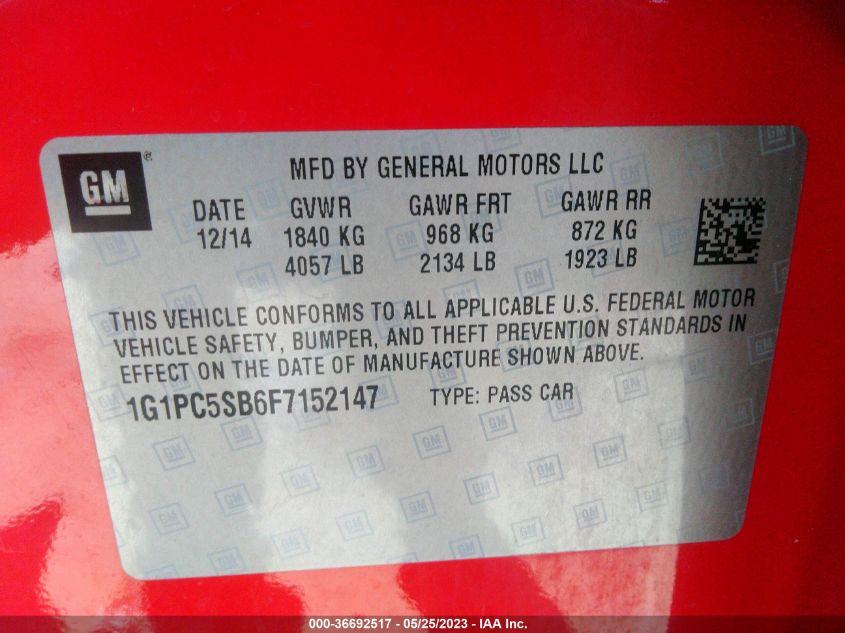 GM ®
MFD BY GENERAL MOTORS LLC
DATE GVWR GAWR FRT GAWR RR
12/14 1840 KG 968 KG 872 KG
4057 LB 2134 LB 1923 LB
THIS VEHICLE CONFORMS TO ALL APPLICABLE U.S. FEDERAL MOTOR
VEHICLE SAFETY, BUMPER, AND THEFT PREVENTION STANDARDS IN
EFFECT ON THE DATE OF MANUFACTURE SHOWN ABOVE.
1G1PC5SB6F7152147 TYPE: PASS CAR
000-36692517 - 05/25/2023 - IAA Inc.